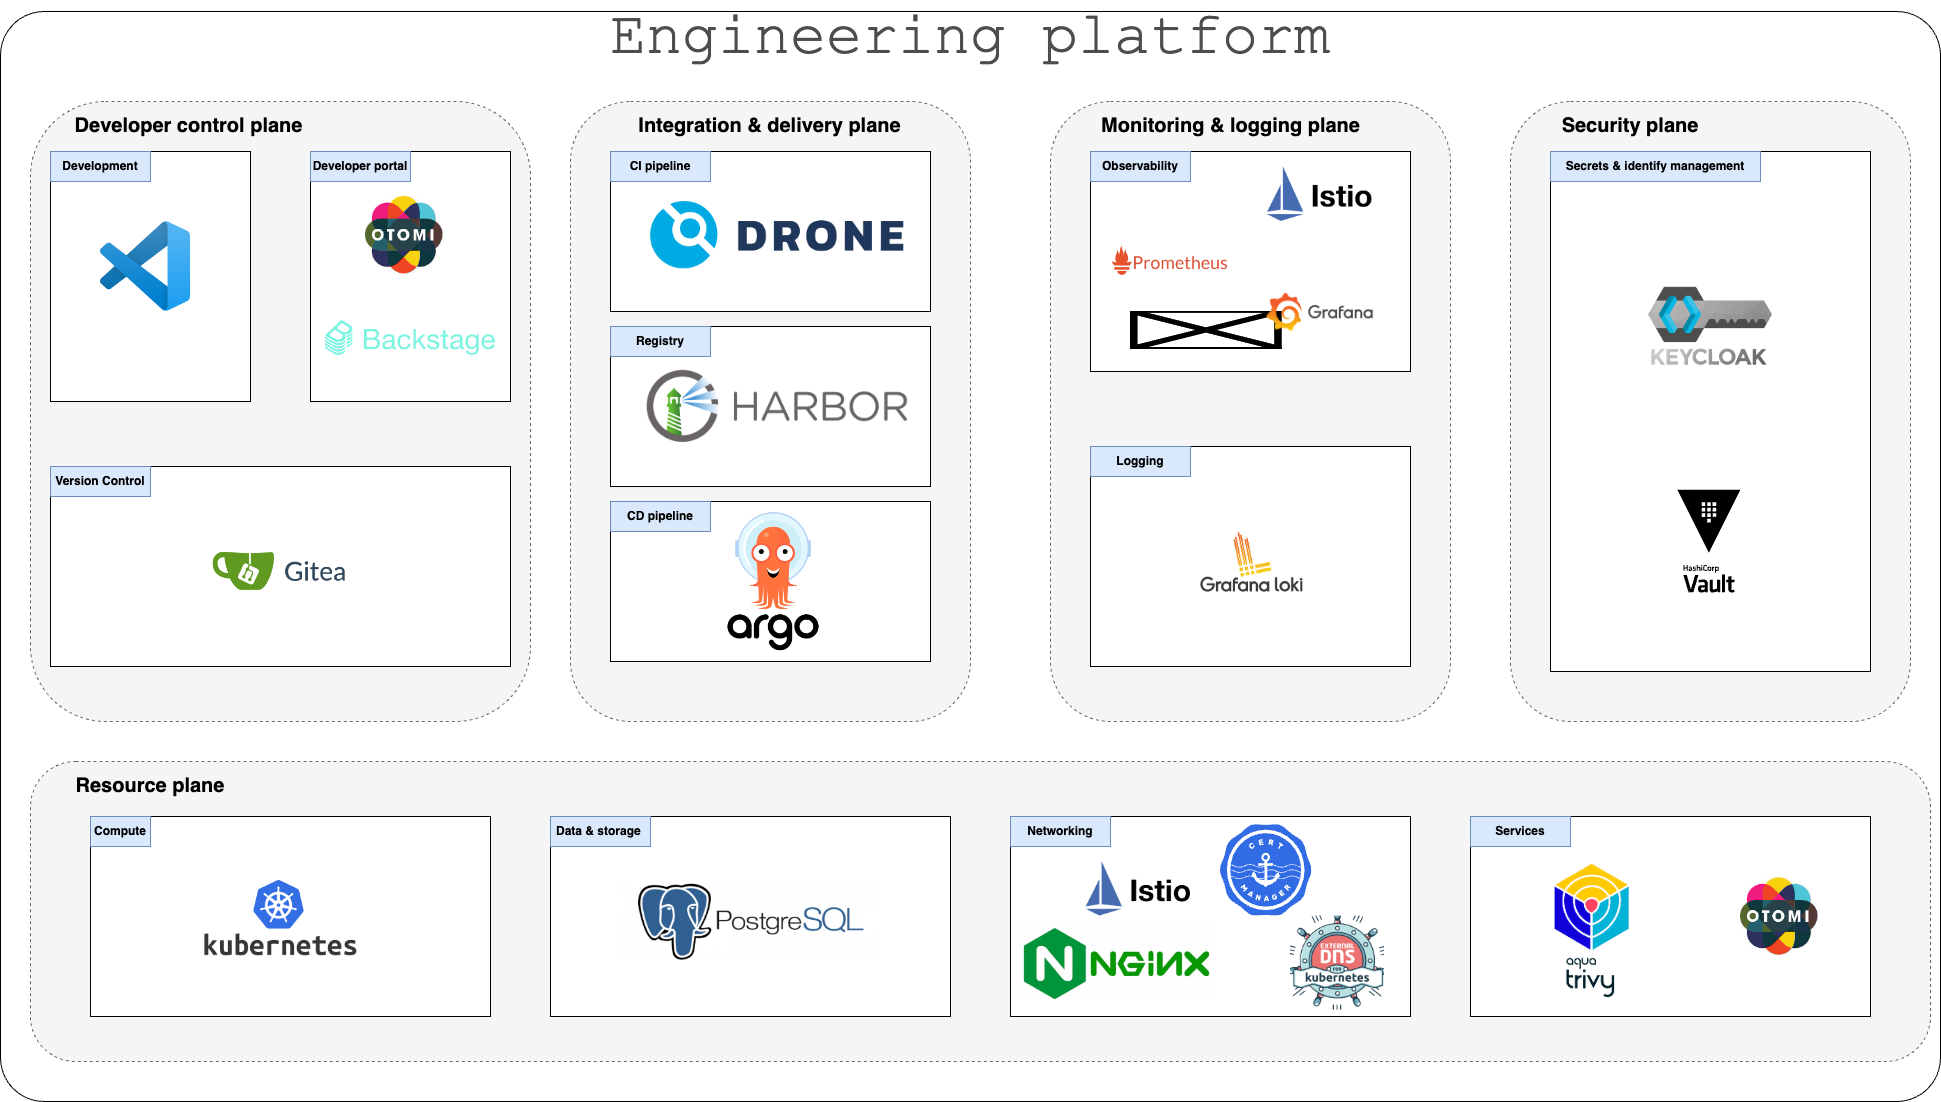 Engineering platform
Developer control plane
Development
Developer portal
OTOMI
Backstage
Version Control
Gitea
Integration & delivery plane
CI pipeline
DRONE
Registry
HARBOR
CD pipeline
argo
Monitoring & logging plane
Observability
Istio
Prometheus
Grafana
Logging
Grafana loki
Security plane
Secrets & identify management
KEYCLOAK
HashiCorp
Vault
Resource plane
Compute
kubernetes
Data & storage
PostgreSQL
Networking
Istio
CERT
MANAGER
N NGINX
EXTERNAL
DNS
FOR
kubernetes
Services
aqua
trivy
OTOMI